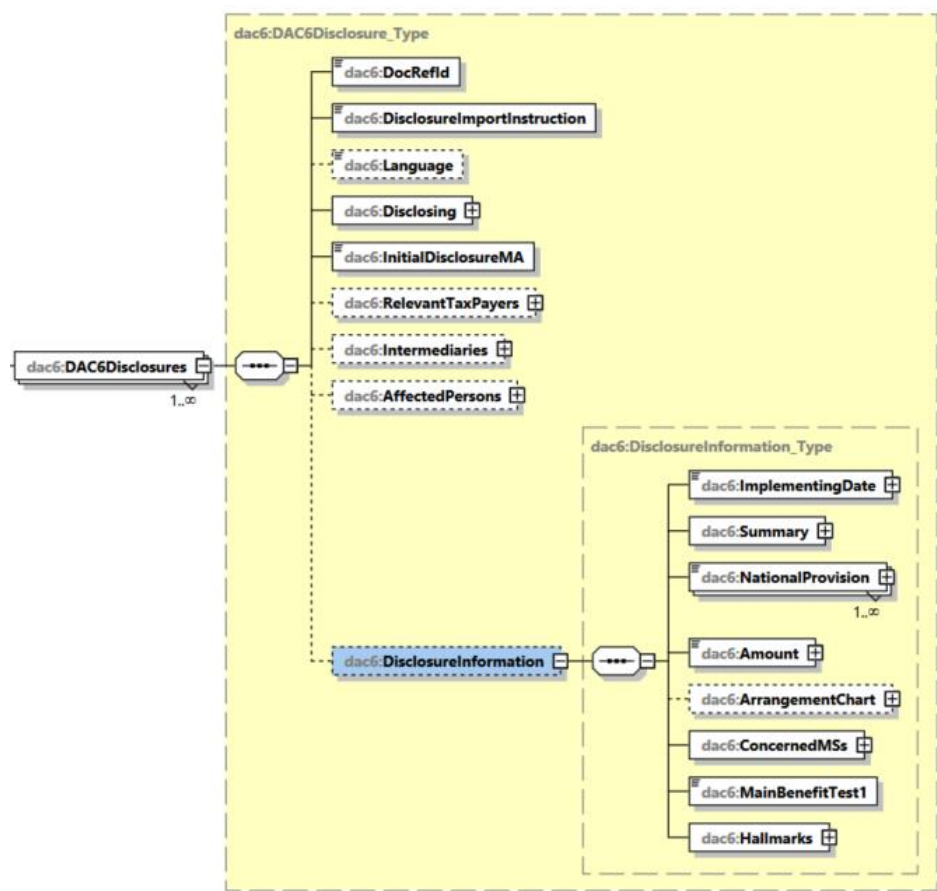 dac6:DAC6Disclosure_Type
dac6:DocRefId
dac6:DisclosureImportInstruction
dac6:Language
dac6:Disclosing
dac6:InitialDisclosureMA
dac6:RelevantTaxPayers
dac6:Intermediaries
dac6:DAC6Disclosures
1..∞
dac6:AffectedPersons
dac6:DisclosureInformation_Type
dac6:ImplementingDate
dac6:Summary
dac6:NationalProvision
1..∞
dac6:DisclosureInformation
dac6:Amount
dac6:ArrangementChart
dac6:ConcernedMSs
dac6:MainBenefitTest1
dac6:Hallmarks